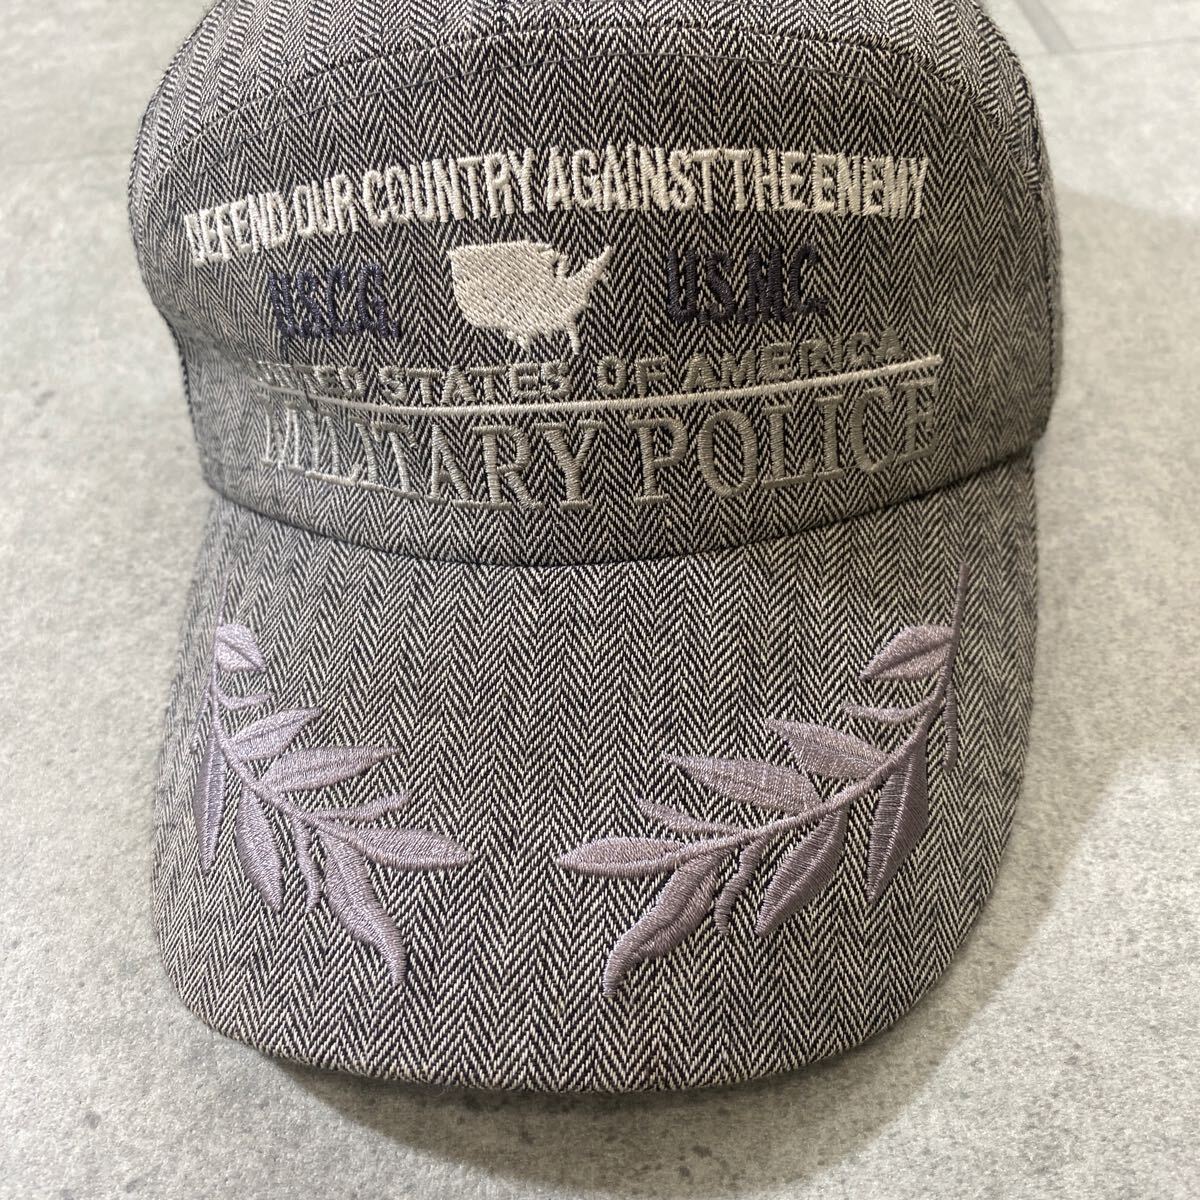 DEFEND OUR COUNTRY AGAINST THE ENEMY
U.S.C.G. U.S.M.C.
UNITED STATES OF AMERICA
MILITARY POLICE